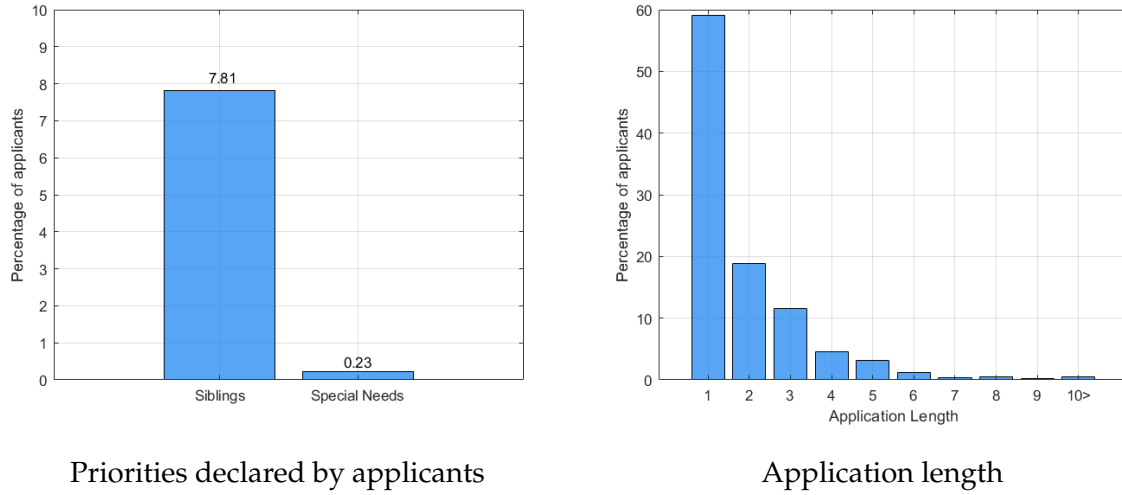 10
9
8
7
6
5
4
3
2
1
0
Percentage of applicants
7.81
0.23
Siblings Special Needs
Priorities declared by applicants
60
50
40
30
20
10
0
Percentage of applicants
1 2 3 4 5 6 7 8 9 10>
Application Length
Application length